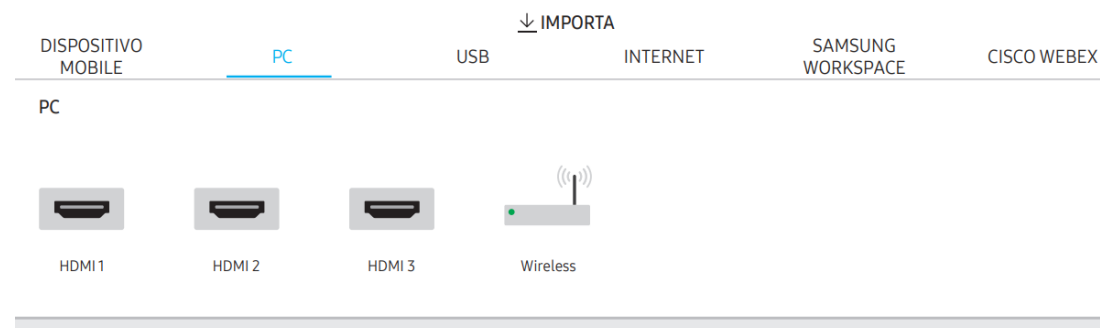 IMPORTA
DISPOSITIVO MOBILE
PC
USB
INTERNET
SAMSUNG WORKSPACE
CISCO WEBEX
PC
HDMI 1
HDMI 2
HDMI 3
Wireless